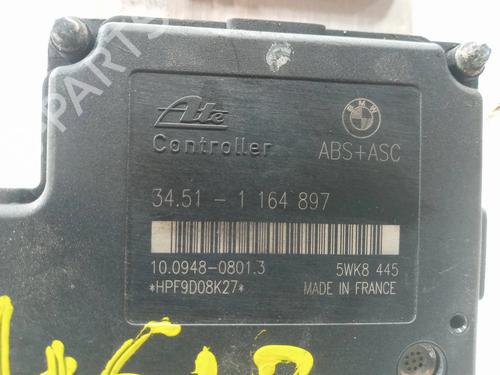 Ate
BMW
Controller
ABS+ASC
34.51 - 1 164 897
10.0948-0801.3
5WK8 445
*HPF9D08K27*
MADE IN FRANCE